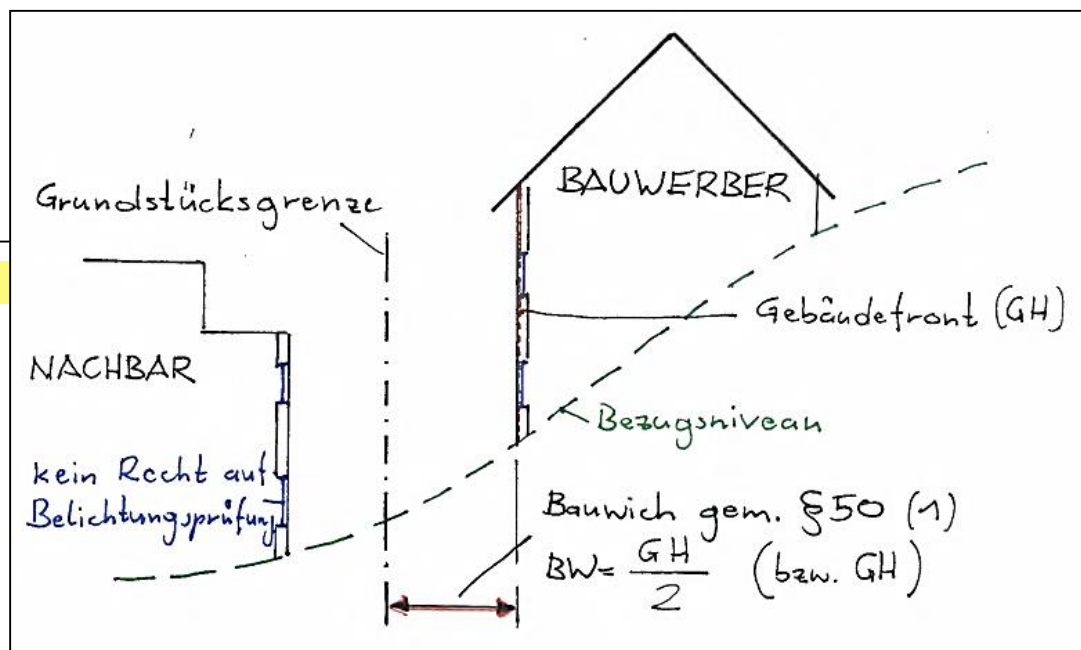 BAUWERBER
Grundstücksgrenze
Gebäudefront (GH)
NACHBAR
Bezugsniveau
kein Recht auf
Belichtungsprüfung
Bauwich gem. §50 (1)
BW= GH/2 (bzw. GH)